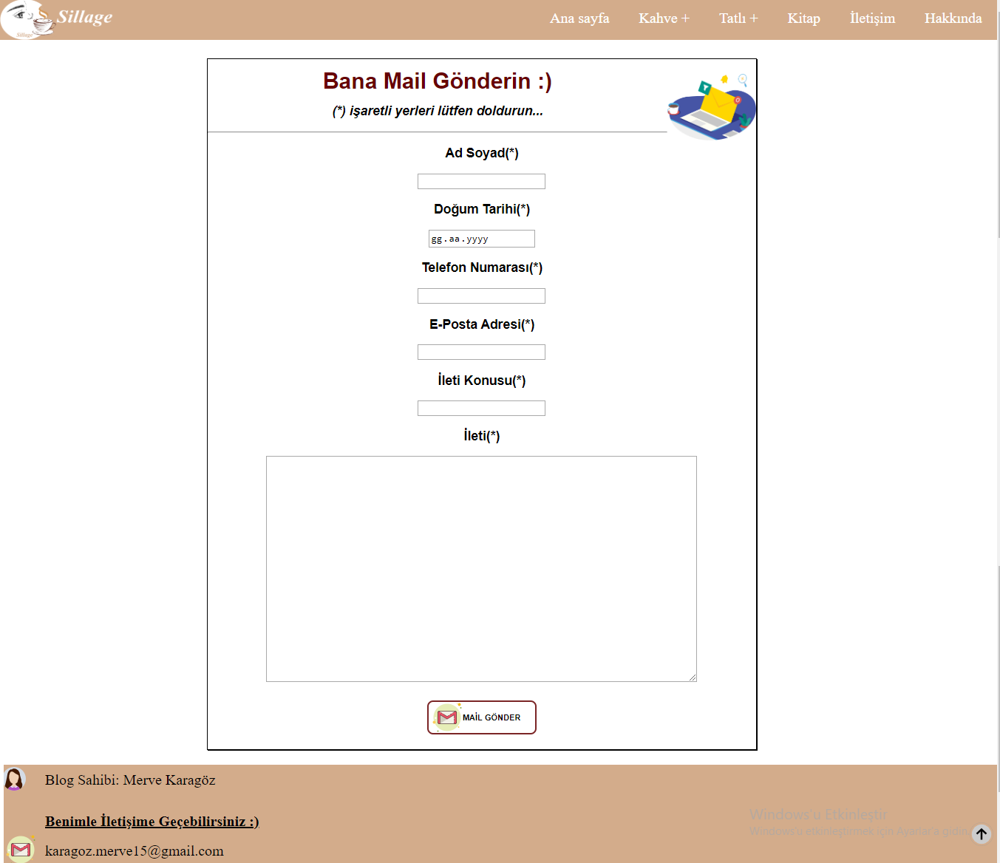 Sillage
Sillage
Ana sayfa
Kahve +
Tatlı +
Kitap
İletişim
Hakkında
Bana Mail Gönderin :)
(*) işaretli yerleri lütfen doldurun...
Ad Soyad(*)
Doğum Tarihi(*)
gg.aa.yyyy
Telefon Numarası(*)
E-Posta Adresi(*)
İleti Konusu(*)
İleti(*)
MAİL GÖNDER
Blog Sahibi: Merve Karagöz
Benimle İletişime Geçebilirsiniz :)
karagoz.merve15@gmail.com
Windows'u Etkinleştir
Windows'u etkinleştirmek için Ayarlar'a gidin.